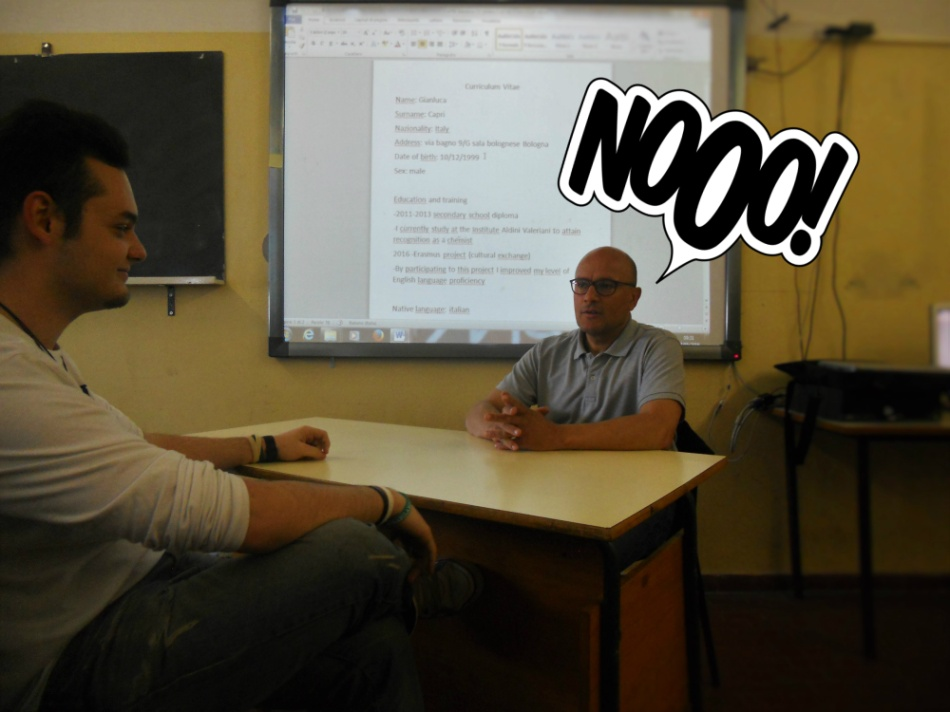 Curriculum Vitae
Name: Gianluca
Surname: Capri
Nazionality: Italy
Address: via bagno 9/G sala bolognese Bologna
Date of birth: 10/12/1999
Sex: male
Education and training
-2011-2013 secondary school diploma
-I currently study at the institute Aldini Valeriani to attain
recognition as a chemist
2016 -Erasmus project (cultural exchange)
-By participating to this project I improved my level of
English language proficiency
Native language: italian
NOOO!